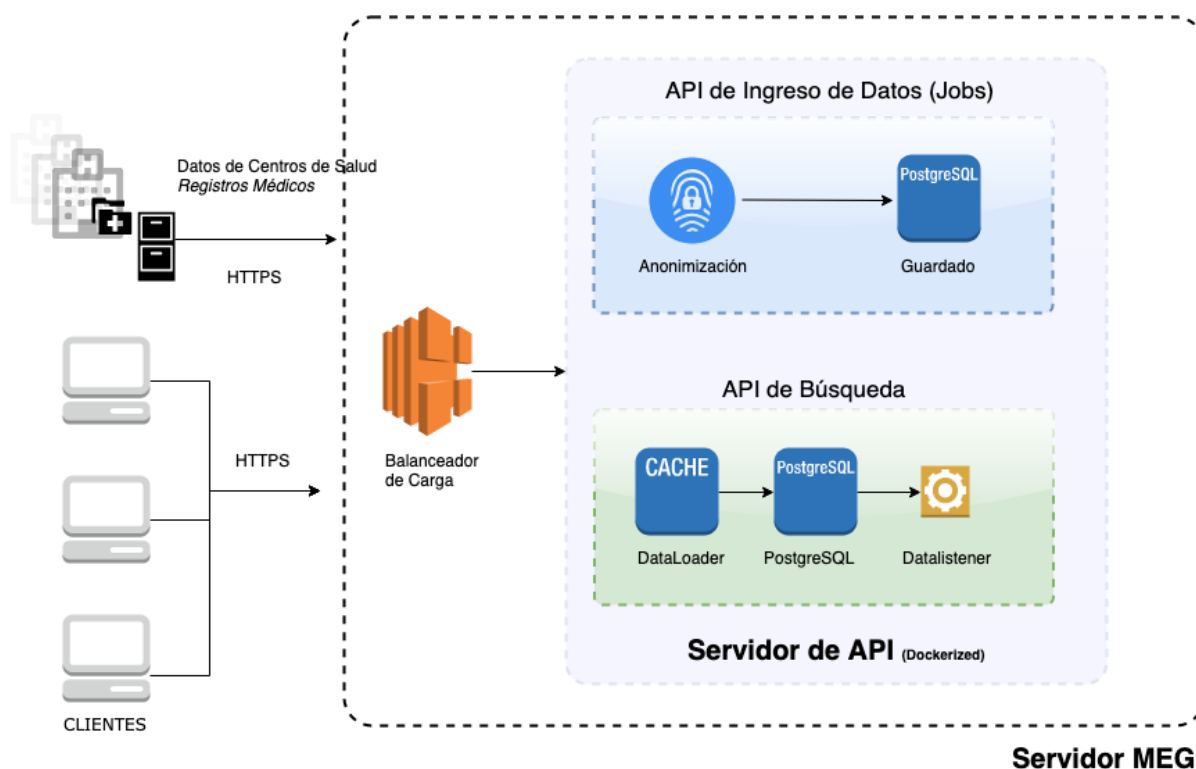 API de Ingreso de Datos (Jobs)
Datos de Centros de Salud
Registros Médicos
HTTPS
PostgreSQL
Anonimización
Guardado
HTTPS
Balanceador
de Carga
API de Búsqueda
CACHE
PostgreSQL
DataLoader
PostgreSQL
Datalistener
Servidor de API (Dockerized)
CLIENTES
Servidor MEG